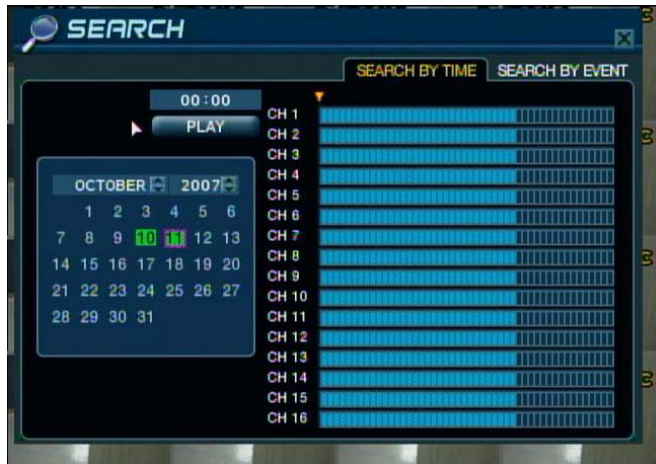 SEARCH
SEARCH BY TIME SEARCH BY EVENT
00:00
PLAY
OCTOBER 2007
1 2 3 4 5 6
7 8 9 10 11 12 13
14 15 16 17 18 19 20
21 22 23 24 25 26 27
28 29 30 31
CH 1
CH 2
CH 3
CH 4
CH 5
CH 6
CH 7
CH 8
CH 9
CH 10
CH 11
CH 12
CH 13
CH 14
CH 15
CH 16